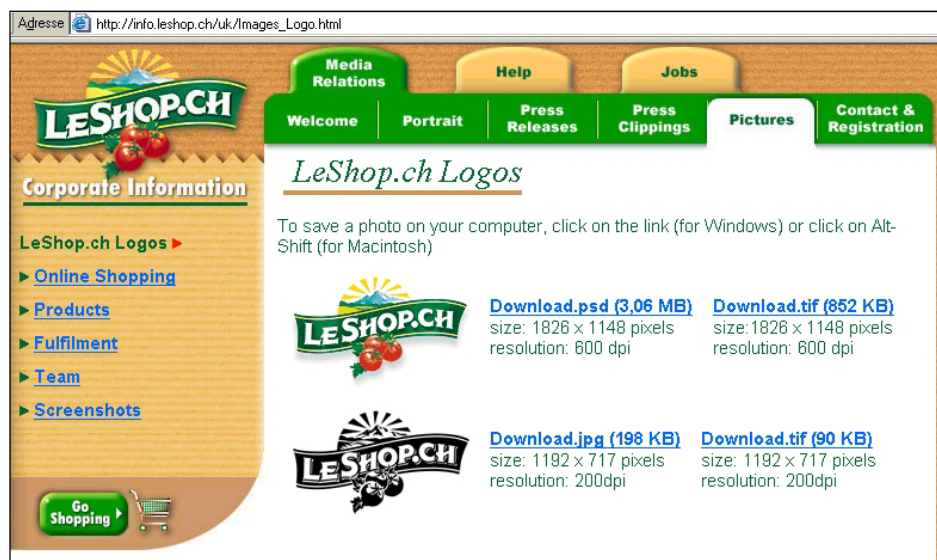 Adresse http://info.leshop.ch/uk/Images_Logo.html
Media Relations Help Jobs
LeShop.CH
Welcome Portrait Press Releases Press Clippings Pictures Contact & Registration
Corporate Information
LeShop.ch Logos
To save a photo on your computer, click on the link (for Windows) or click on Alt-
Shift (for Macintosh)
LeShop.ch Logos
Online Shopping
Products
Fulfilment
Team
Screenshots
Go Shopping
LeShop.CH
Download.psd (3,06 MB) Download.tif (852 KB)
size: 1826 x 1148 pixels size:1826 x 1148 pixels
resolution: 600 dpi resolution: 600 dpi
LeShop.CH
Download.jpg (198 KB) Download.tif (90 KB)
size: 1192 x 717 pixels size: 1192 x 717 pixels
resolution: 200dpi resolution: 200dpi